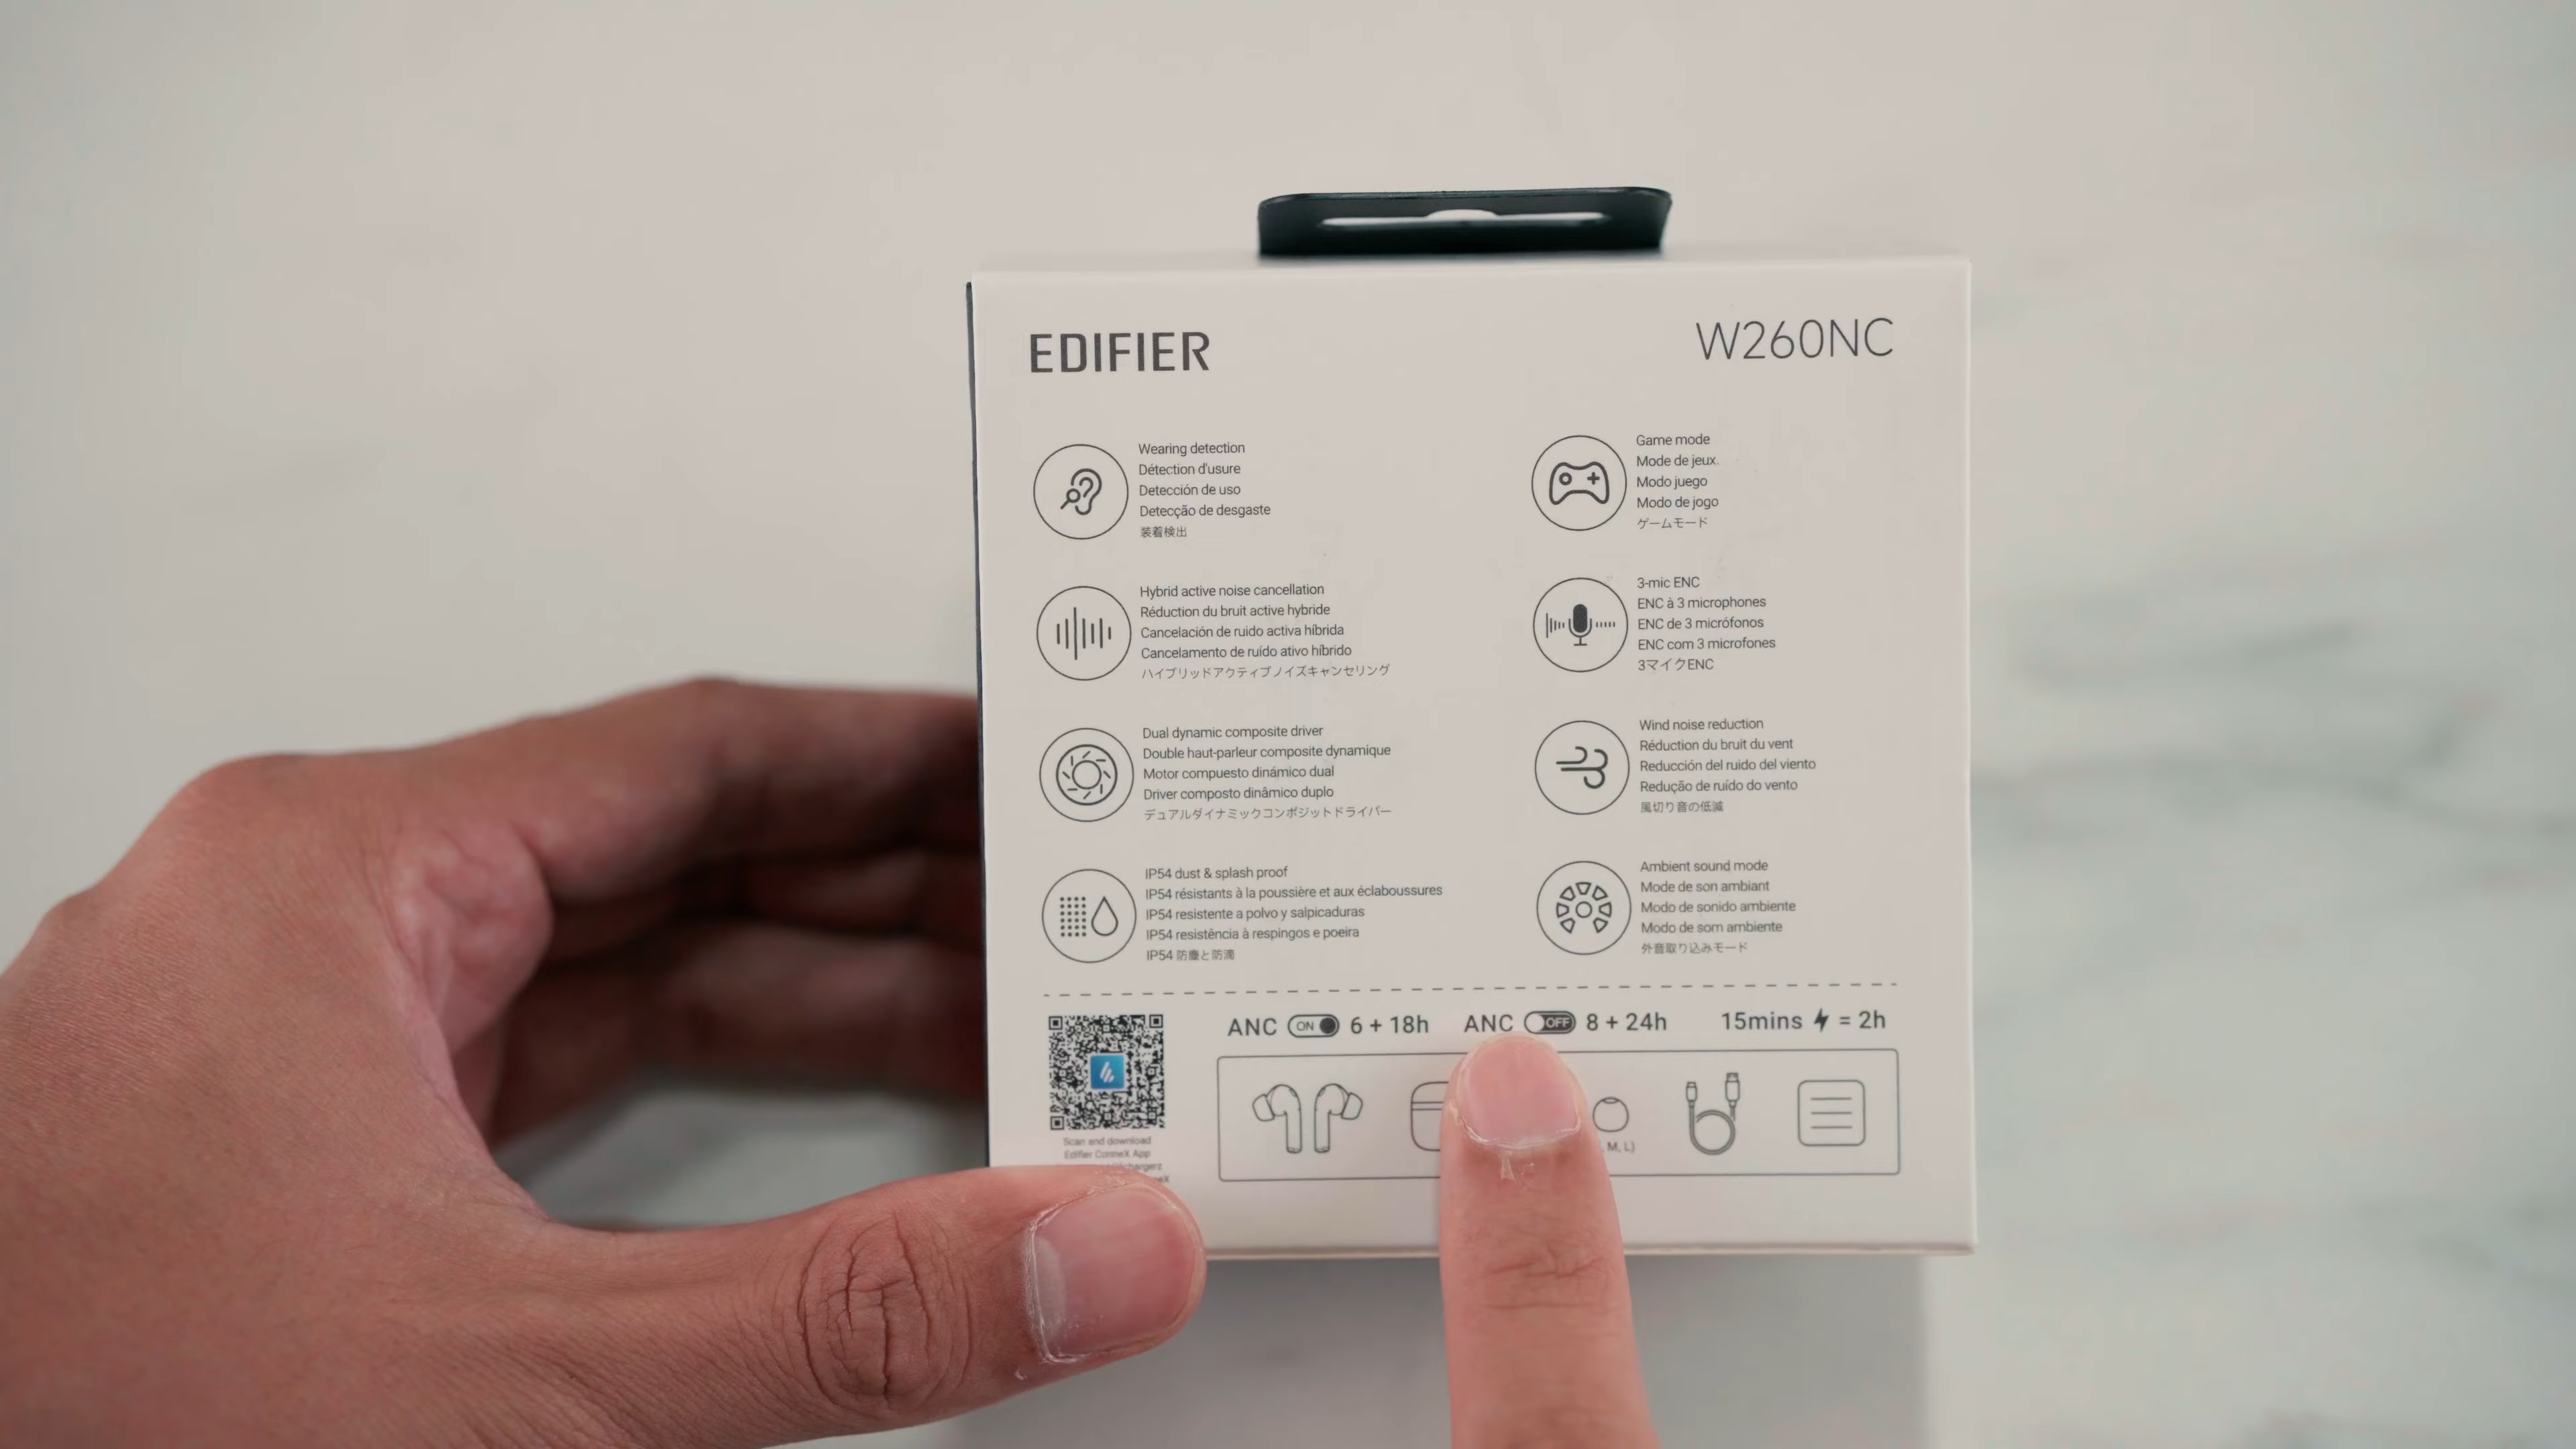 EDIFIER
W260NC
Wearing detection
Détection d'usure
Detección de uso
Detecção de desgaste
装着検出
Game mode
Mode de jeux.
Modo juego
Modo de jogo
ゲームモード
Hybrid active noise cancellation
Réduction du bruit active hybride
Cancelación de ruido activa híbrida
Cancelamento de ruído ativo híbrido
ハイブリッドアクティブノイズキャンセリング
3-mic ENC
ENC à 3 microphones
ENC de 3 micrófonos
ENC com 3 microfones
3マイクENC
Dual dynamic composite driver
Double haut-parleur composite dynamique
Motor compuesto dinámico dual
Driver composto dinâmico duplo
デュアルダイナミックコンポジットドライバー
Wind noise reduction
Réduction du bruit du vent
Reducción del ruido del viento
Redução de ruído do vento
風切り音の低減
IP54 dust & splash proof
IP54 résistants à la poussière et aux éclaboussures
IP54 resistente a polvo y salpicaduras
IP54 resistência à respingos e poeira
IP54 防塵と防滴
Ambient sound mode
Mode de son ambiant
Modo de sonido ambiente
Modo de som ambiente
外音取り込みモード
ANC ON 6 + 18h
ANC OFF 8 + 24h
15mins = 2h
M, L)
Scan and download
Edifier ConneX App